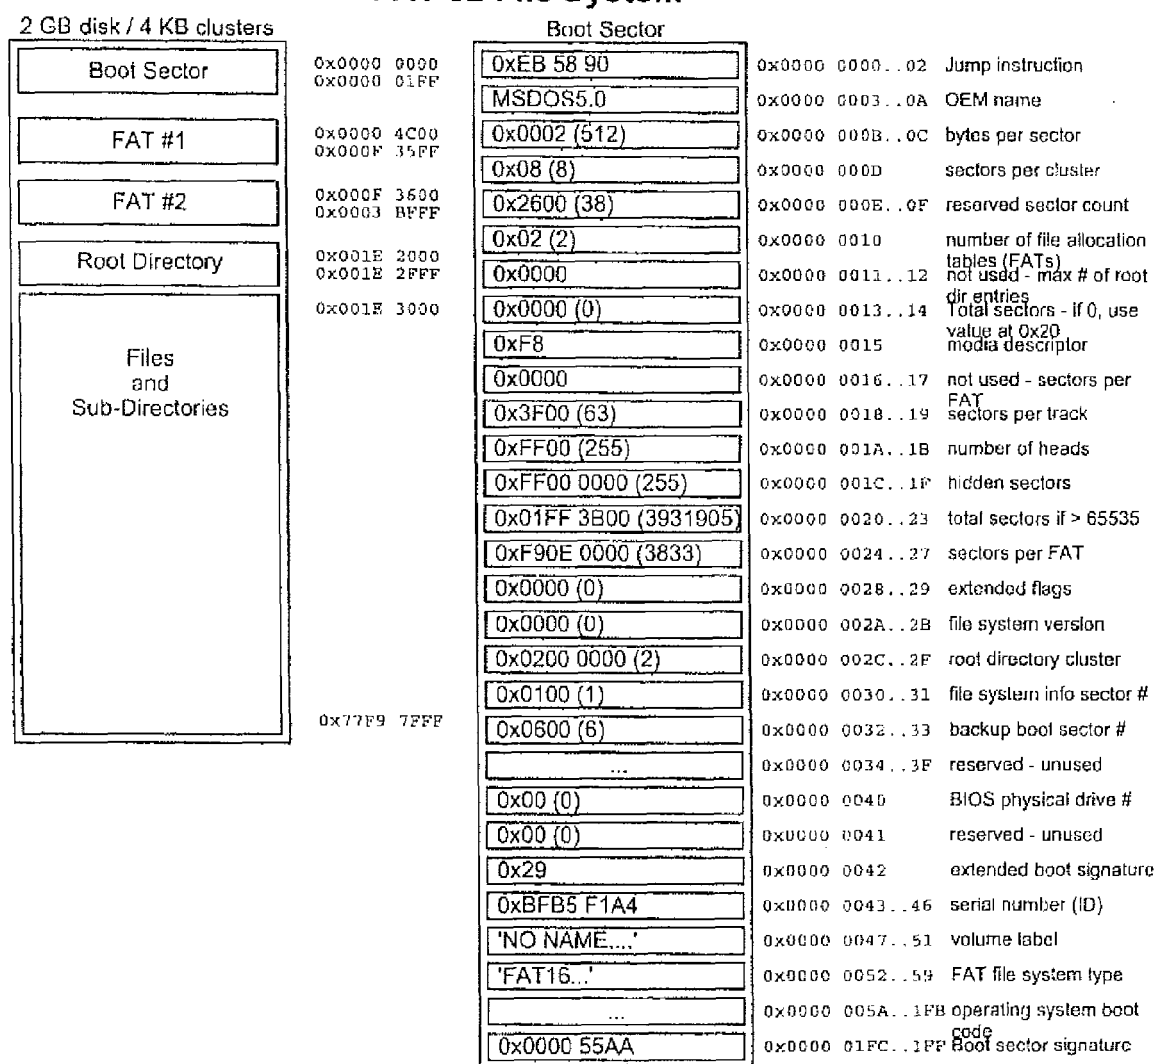 2 GB disk / 4 KB clusters
Boot Sector
0x0000 0000
0x0000 01FF
FAT #1
0x0000 4C00
0x000F 35FF
FAT #2
0x000F 3600
0x0003 BFFF
Root Directory
0x001E 2000
0x001E 2FFF
0x001E 3000
Files
and
Sub-Directories
0x77F9 7FFF
Boot Sector
0xEB 58 90 0x0000 0000..02 Jump instruction
MSDOS5.0 0x0000 0003..0A OEM name
0x0002 (512) 0x0000 000B..0C bytes per sector
0x08 (8) 0x0000 000D sectors per cluster
0x2600 (38) 0x0000 000E..0F reserved sector count
0x02 (2) 0x0000 0010 number of file allocation
tables (FATs)
0x0000 0x0000 0011..12 not used - max # of root
dir entries
0x0000 (0) 0x0000 0013..14 Total sectors - if 0, use
value at 0x20
0xF8 0x0000 0015 media descriptor
0x0000 0x0000 0016..17 not used - sectors per
FAT
0x3F00 (63) 0x0000 0018..19 sectors per track
0xFF00 (255) 0x0000 001A..1B number of heads
0xFF00 0000 (255) 0x0000 001C..1F hidden sectors
0x01FF 3B00 (3931905) 0x0000 0020..23 total sectors if > 65535
0xF90E 0000 (3833) 0x0000 0024..27 sectors per FAT
0x0000 (0) 0x0000 0028..29 extended flags
0x0000 (0) 0x0000 002A..2B file system version
0x0200 0000 (2) 0x0000 002C..2F root directory cluster
0x0100 (1) 0x0000 0030..31 file system info sector #
0x0600 (6) 0x0000 0032..33 backup boot sector #
... 0x0000 0034..3F reserved - unused
0x00 (0) 0x0000 0040 BIOS physical drive #
0x00 (0) 0x0000 0041 reserved - unused
0x29 0x0000 0042 extended boot signature
0xBFB5 F1A4 0x0000 0043..46 serial number (ID)
'NO NAME....' 0x0000 0047..51 volume label
'FAT16...' 0x0000 0052..59 FAT file system type
... 0x0000 005A..1FB operating system boot
code
0x0000 55AA 0x0000 01FC..1FF Boot sector signature